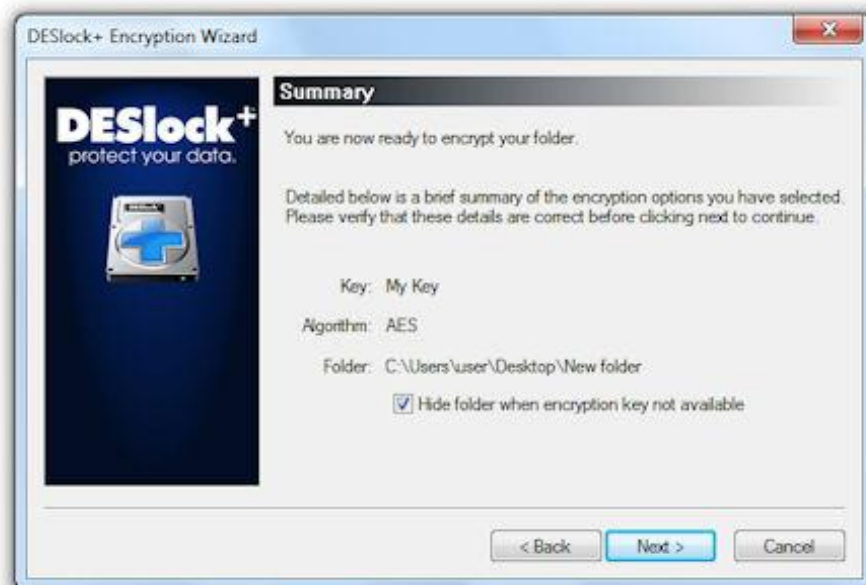 DESlock+ Encryption Wizard
DESlock+
protect your data.
Summary
You are now ready to encrypt your folder.
Detailed below is a brief summary of the encryption options you have selected.
Please verify that these details are correct before clicking next to continue.
Key: My Key
Algorithm: AES
Folder: C:\Users\user\Desktop\New folder
Hide folder when encryption key not available
< Back Next > Cancel